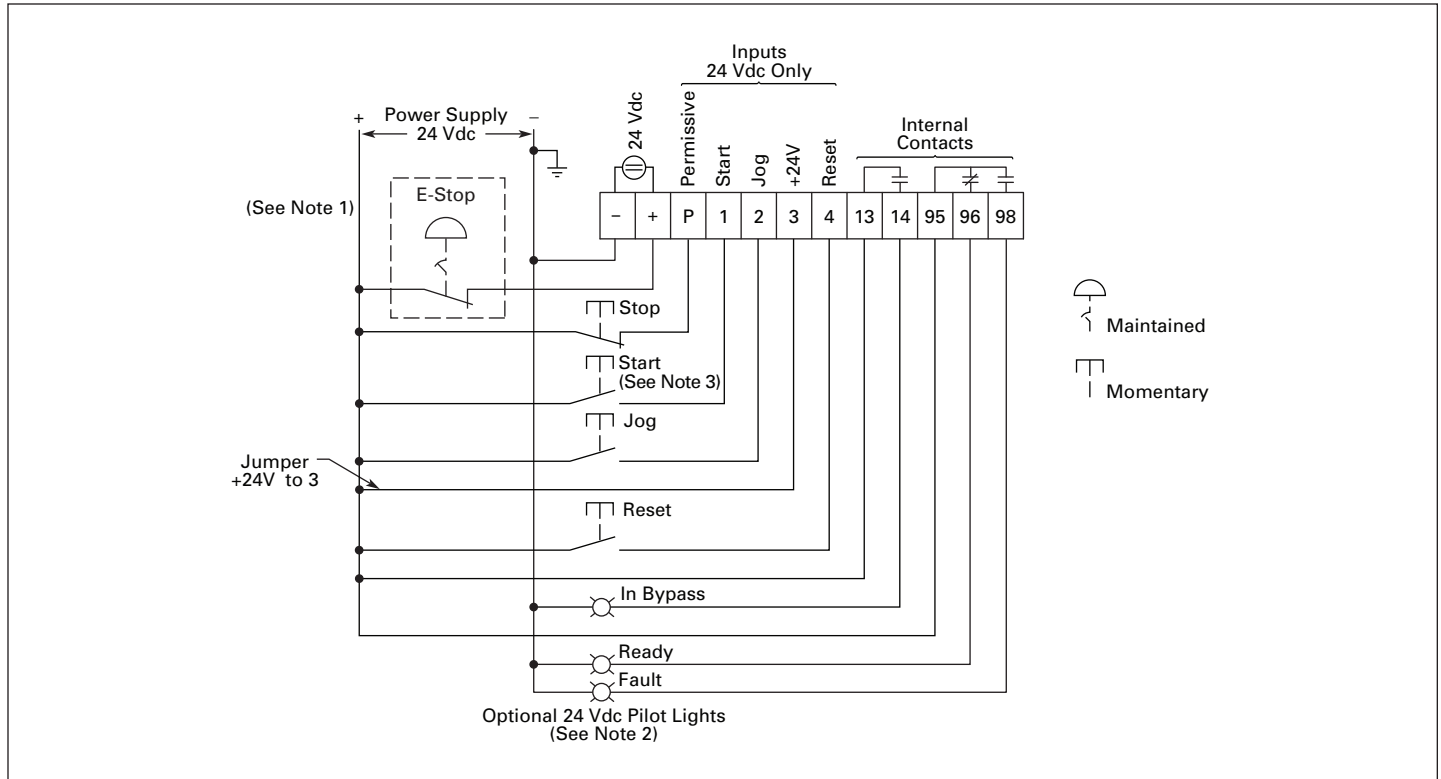 Inputs
24 Vdc Only
+
Power Supply
−
24 Vdc
24 Vdc
Permissive
Start
Jog
+24V
Reset
Internal
Contacts
(See Note 1)
E-Stop
− + P 1 2 3 4 13 14 95 96 98
Stop
Start
(See Note 3)
Jog
Jumper
+24V to 3
Reset
In Bypass
Ready
Fault
Optional 24 Vdc Pilot Lights
(See Note 2)
Maintained
Momentary